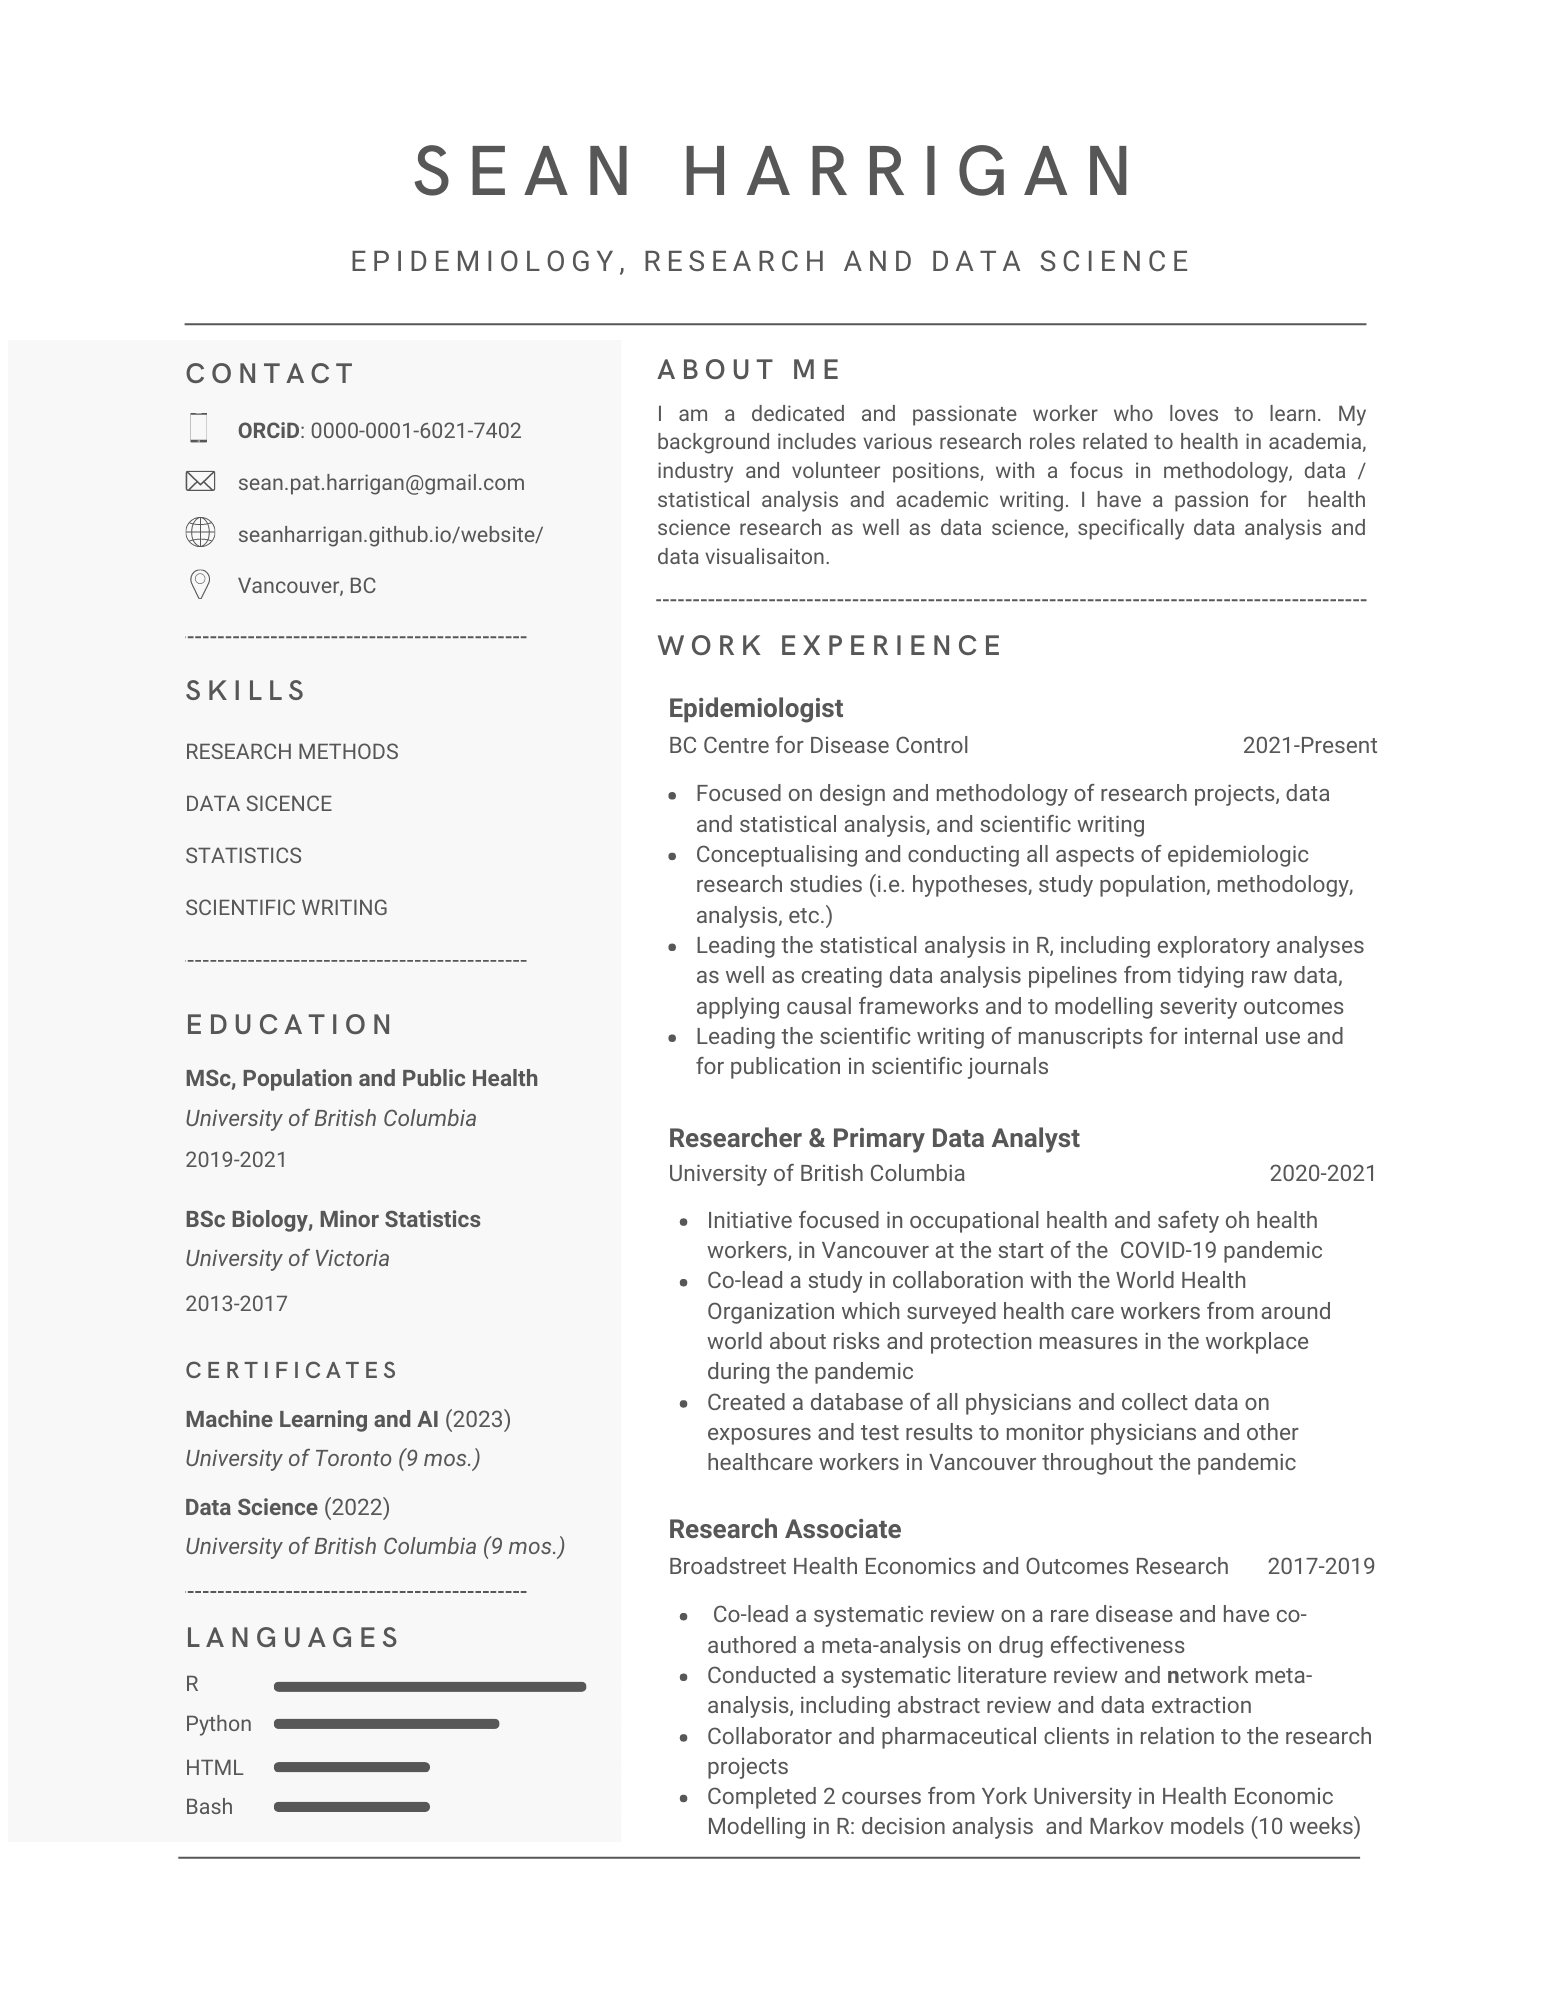 SEAN HARRIGAN
EPIDEMIOLOGY, RESEARCH AND DATA SCIENCE
CONTACT
ORCiD: 0000-0001-6021-7402
sean.pat.harrigan@gmail.com
seanharrigan.github.io/website/
Vancouver, BC
SKILLS
RESEARCH METHODS
DATA SICENCE
STATISTICS
SCIENTIFIC WRITING
EDUCATION
MSc, Population and Public Health
University of British Columbia
2019-2021
BSc Biology, Minor Statistics
University of Victoria
2013-2017
CERTIFICATES
Machine Learning and AI (2023)
University of Toronto (9 mos.)
Data Science (2022)
University of British Columbia (9 mos.)
LANGUAGES
R
Python
HTML
Bash
ABOUT ME
I am a dedicated and passionate worker who loves to learn. My
background includes various research roles related to health in academia,
industry and volunteer positions, with a focus in methodology, data /
statistical analysis and academic writing. I have a passion for health
science research as well as data science, specifically data analysis and
data visualisaiton.
WORK EXPERIENCE
Epidemiologist
BC Centre for Disease Control 2021-Present
• Focused on design and methodology of research projects, data
and statistical analysis, and scientific writing
• Conceptualising and conducting all aspects of epidemiologic
research studies (i.e. hypotheses, study population, methodology,
analysis, etc.)
• Leading the statistical analysis in R, including exploratory analyses
as well as creating data analysis pipelines from tidying raw data,
applying causal frameworks and to modelling severity outcomes
• Leading the scientific writing of manuscripts for internal use and
for publication in scientific journals
Researcher & Primary Data Analyst
University of British Columbia 2020-2021
• Initiative focused in occupational health and safety oh health
workers, in Vancouver at the start of the COVID-19 pandemic
• Co-lead a study in collaboration with the World Health
Organization which surveyed health care workers from around
world about risks and protection measures in the workplace
during the pandemic
• Created a database of all physicians and collect data on
exposures and test results to monitor physicians and other
healthcare workers in Vancouver throughout the pandemic
Research Associate
Broadstreet Health Economics and Outcomes Research 2017-2019
• Co-lead a systematic review on a rare disease and have co-
authored a meta-analysis on drug effectiveness
• Conducted a systematic literature review and network meta-
analysis, including abstract review and data extraction
• Collaborator and pharmaceutical clients in relation to the research
projects
• Completed 2 courses from York University in Health Economic
Modelling in R: decision analysis and Markov models (10 weeks)